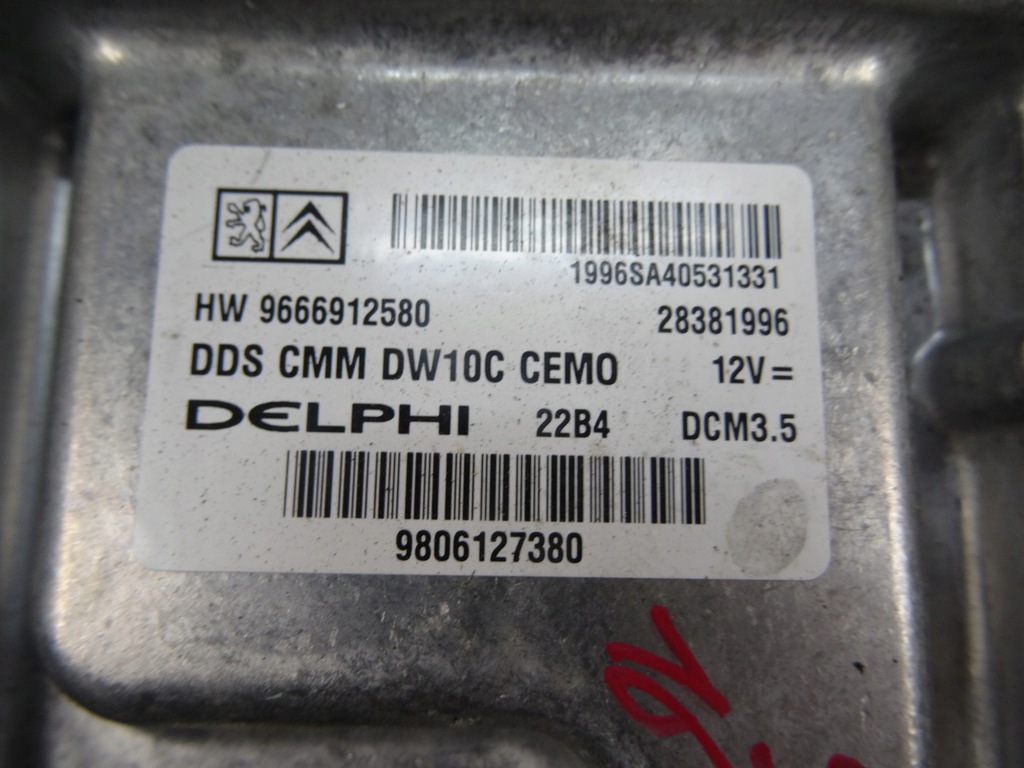 1996SA40531331
HW 9666912580 28381996
DDS CMM DW10C CEMO 12V=
DELPHI 22B4 DCM3.5
9806127380